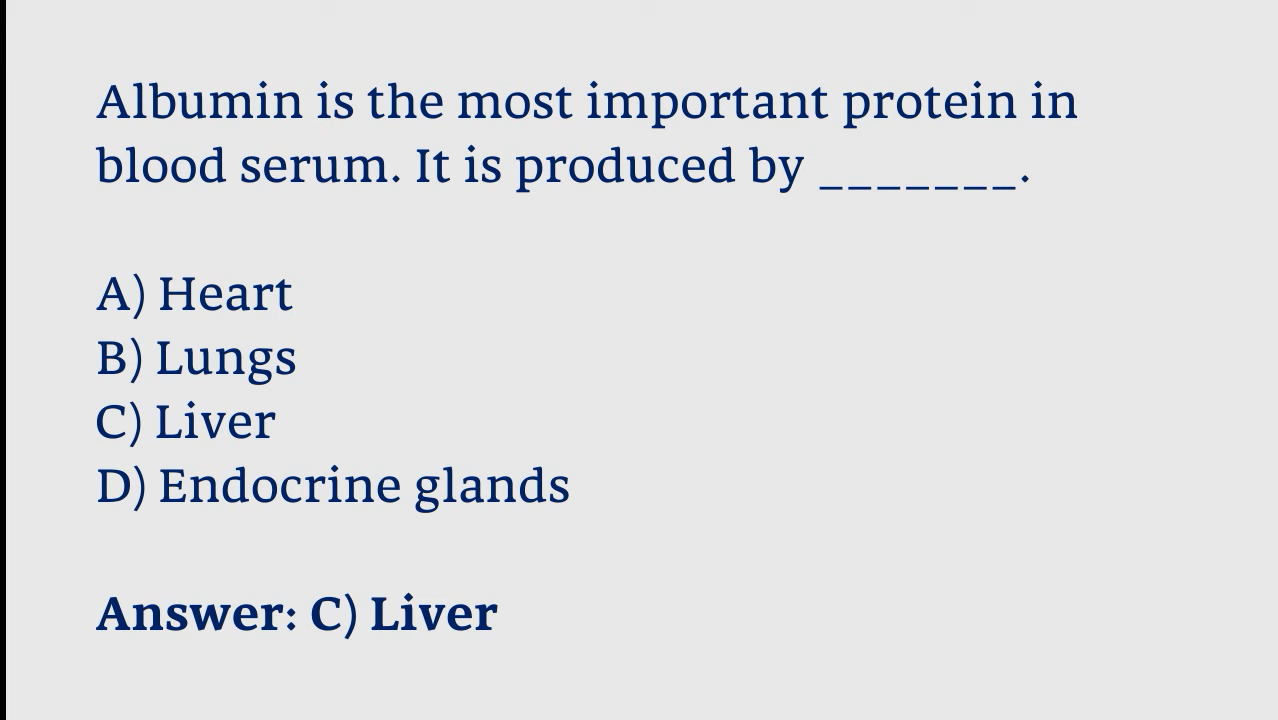 Albumin is the most important protein in
blood serum. It is produced by _______.
A) Heart
B) Lungs
C) Liver
D) Endocrine glands
Answer: C) Liver